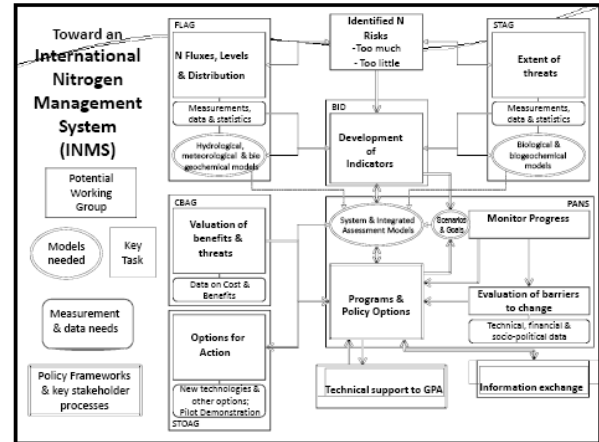 Toward an
International
Nitrogen
Management
System
(INMS)
Potential
Working
Group
Models
needed
Key
Task
Measurement
& data needs
Policy Frameworks
& key stakeholder
processes
FLAG
N Fluxes, Levels
& Distribution
Measurements,
data & statistics
Hydrological,
meteorological & bio
geochemical models
Identified N
Risks
-Too much
- Too little
BID
Development
of
Indicators
STAG
Extent of
threats
Measurements,
data & statistics
Biological &
biogeochemical
models
CBAG
Valuation of
benefits &
threats
Data on Cost &
Benefits
Options for
Action
New technologies &
other options;
Pilot Demonstration
STOAG
PANS
System & Integrated
Assessment Models
Scenarios
& Goals
Monitor Progress
Programs &
Policy Options
Evaluation of barriers
to change
Technical, financial &
socio-political data
Technical support to GPA
Information exchange